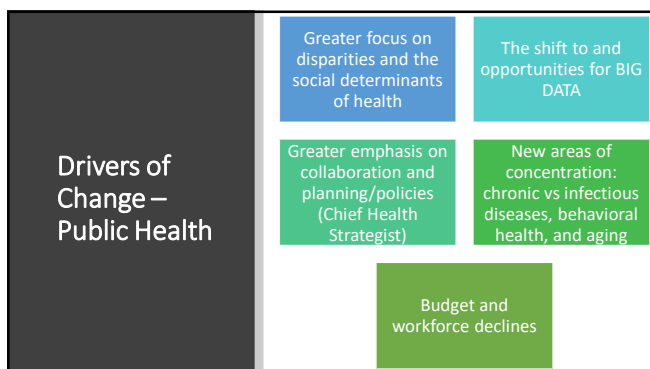 Drivers of
Change –
Public Health
Greater focus on
disparities and the
social determinants
of health
The shift to and
opportunities for BIG
DATA
Greater emphasis on
collaboration and
planning/policies
(Chief Health
Strategist)
New areas of
concentration:
chronic vs infectious
diseases, behavioral
health, and aging
Budget and
workforce declines